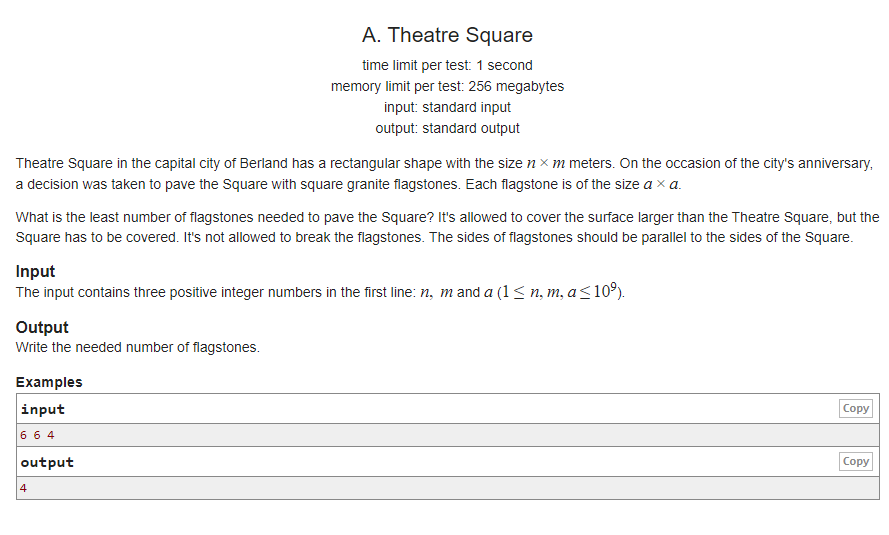 A. Theatre Square
time limit per test: 1 second
memory limit per test: 256 megabytes
input: standard input
output: standard output
Theatre Square in the capital city of Berland has a rectangular shape with the size n × m meters. On the occasion of the city's anniversary,
a decision was taken to pave the Square with square granite flagstones. Each flagstone is of the size a × a.
What is the least number of flagstones needed to pave the Square? It's allowed to cover the surface larger than the Theatre Square, but the
Square has to be covered. It's not allowed to break the flagstones. The sides of flagstones should be parallel to the sides of the Square.
Input
The input contains three positive integer numbers in the first line: n, m and a (1 ≤ n, m, a ≤ 10⁹).
Output
Write the needed number of flagstones.
Examples
input Copy
6 6 4
output Copy
4